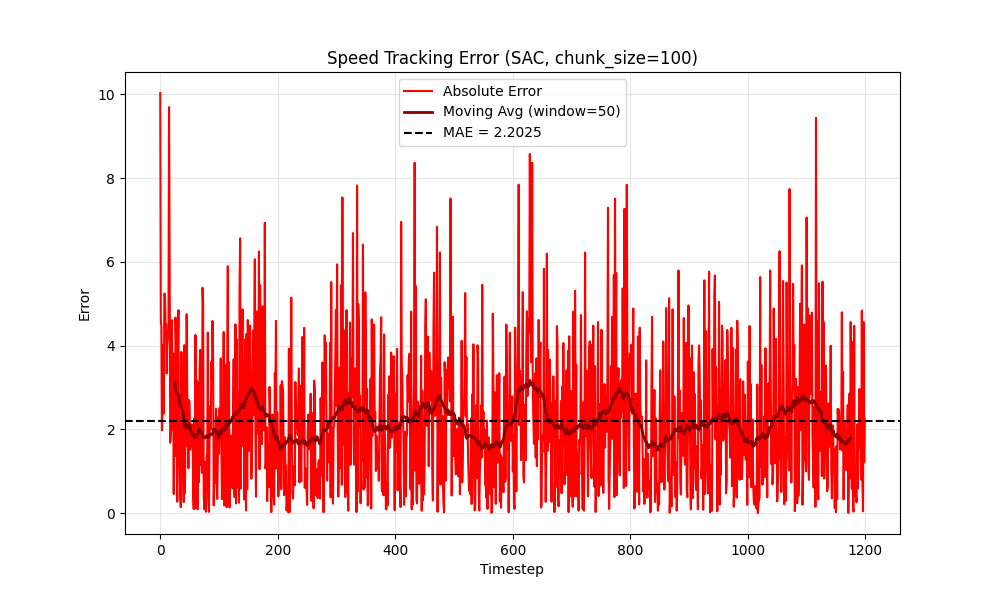 Speed Tracking Error (SAC, chunk_size=100)
Absolute Error
Moving Avg (window=50)
MAE = 2.2025
Error
10
8
6
4
2
0
0 200 400 600 800 1000 1200
Timestep